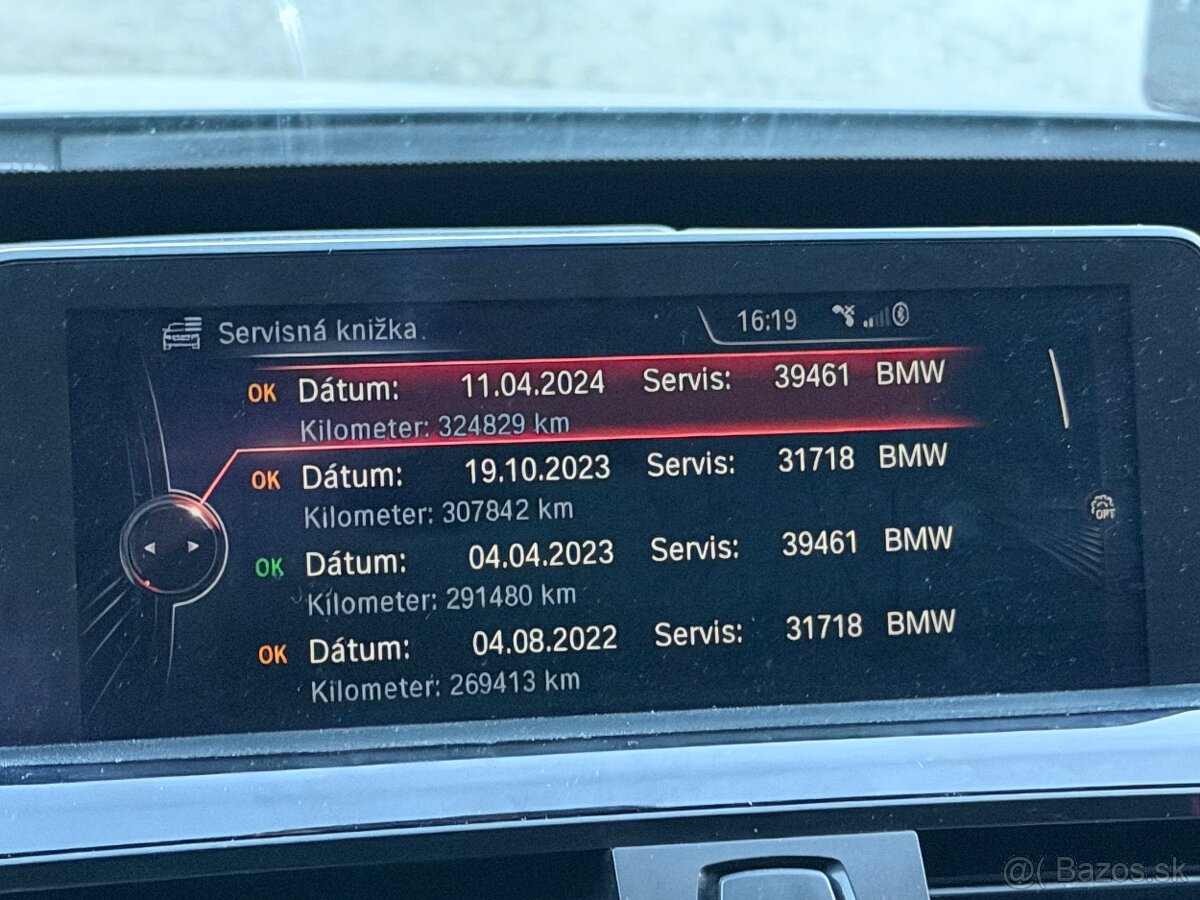 Servisná knižka
16:19
OK Dátum: 11.04.2024 Servis: 39461 BMW
Kilometer: 324829 km
OK Dátum: 19.10.2023 Servis: 31718 BMW
Kilometer: 307842 km
OK Dátum: 04.04.2023 Servis: 39461 BMW
Kilometer: 291480 km
OK Dátum: 04.08.2022 Servis: 31718 BMW
Kilometer: 269413 km
OPT
@( Bazos.sk